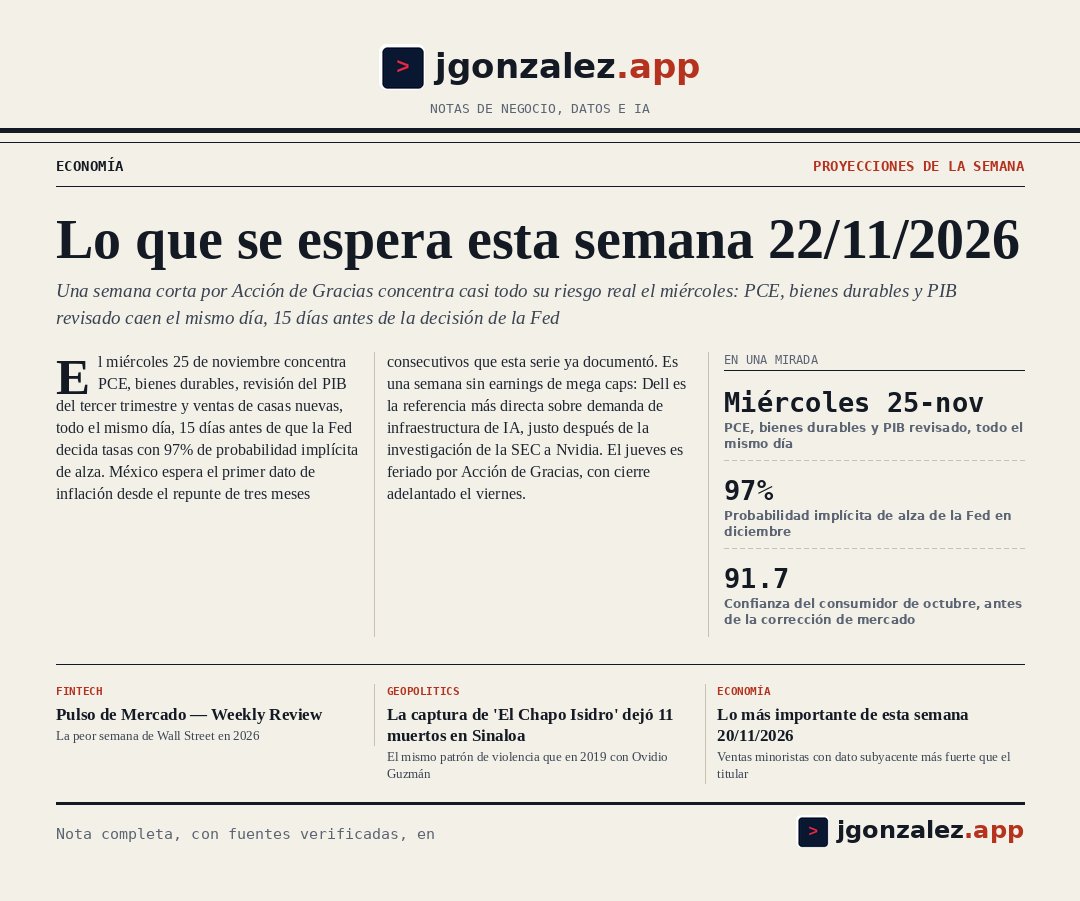 > jgonzalez.app
NOTAS DE NEGOCIO, DATOS E IA
ECONOMÍA
PROYECCIONES DE LA SEMANA
Lo que se espera esta semana 22/11/2026
Una semana corta por Acción de Gracias concentra casi todo su riesgo real el miércoles: PCE, bienes durables y PIB
revisado caen el mismo día, 15 días antes de la decisión de la Fed
El miércoles 25 de noviembre concentra
PCE, bienes durables, revisión del PIB
del tercer trimestre y ventas de casas nuevas,
todo el mismo día, 15 días antes de que la Fed
decida tasas con 97% de probabilidad implícita
de alza. México espera el primer dato de
inflación desde el repunte de tres meses
consecutivos que esta serie ya documentó. Es
una semana sin earnings de mega caps: Dell es
la referencia más directa sobre demanda de
infraestructura de IA, justo después de la
investigación de la SEC a Nvidia. El jueves es
feriado por Acción de Gracias, con cierre
adelantado el viernes.
EN UNA MIRADA
Miércoles 25-nov
PCE, bienes durables y PIB revisado, todo el
mismo día
97%
Probabilidad implícita de alza de la Fed en
diciembre
91.7
Confianza del consumidor de octubre, antes
de la corrección de mercado
FINTECH
Pulso de Mercado — Weekly Review
La peor semana de Wall Street en 2026
GEOPOLITICS
La captura de 'El Chapo Isidro' dejó 11
muertos en Sinaloa
El mismo patrón de violencia que en 2019 con Ovidio
Guzmán
ECONOMÍA
Lo más importante de esta semana
20/11/2026
Ventas minoristas con dato subyacente más fuerte que el
titular
Nota completa, con fuentes verificadas, en
> jgonzalez.app